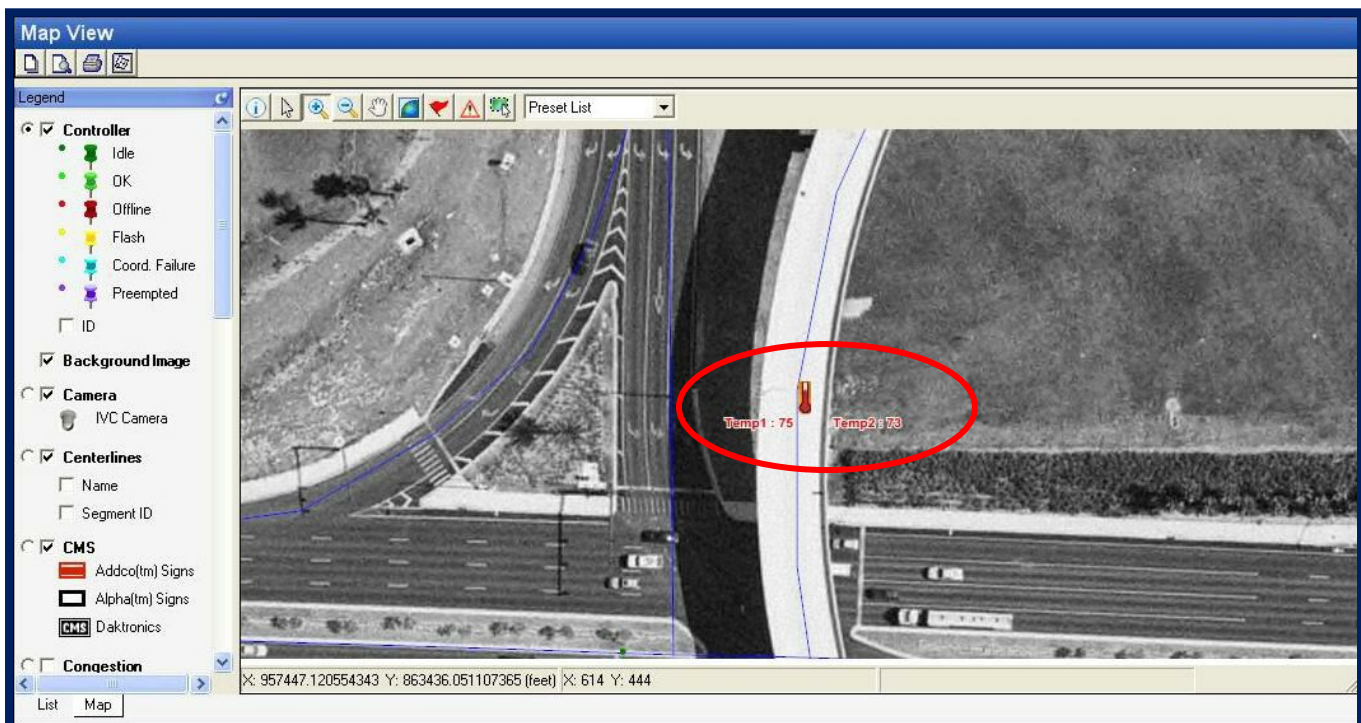 Map View
Legend
Preset List
Controller
Idle
OK
Offline
Flash
Coord. Failure
Preempted
ID
Background Image
Camera
IVC Camera
Centerlines
Name
Segment ID
CMS
Addco(tm) Signs
Alpha(tm) Signs
CMS Daktronics
Congestion
Temp1 : 75 Temp2 : 73
X: 957447.120554343 Y: 863436.051107365 (feet) X: 614 Y: 444
List Map